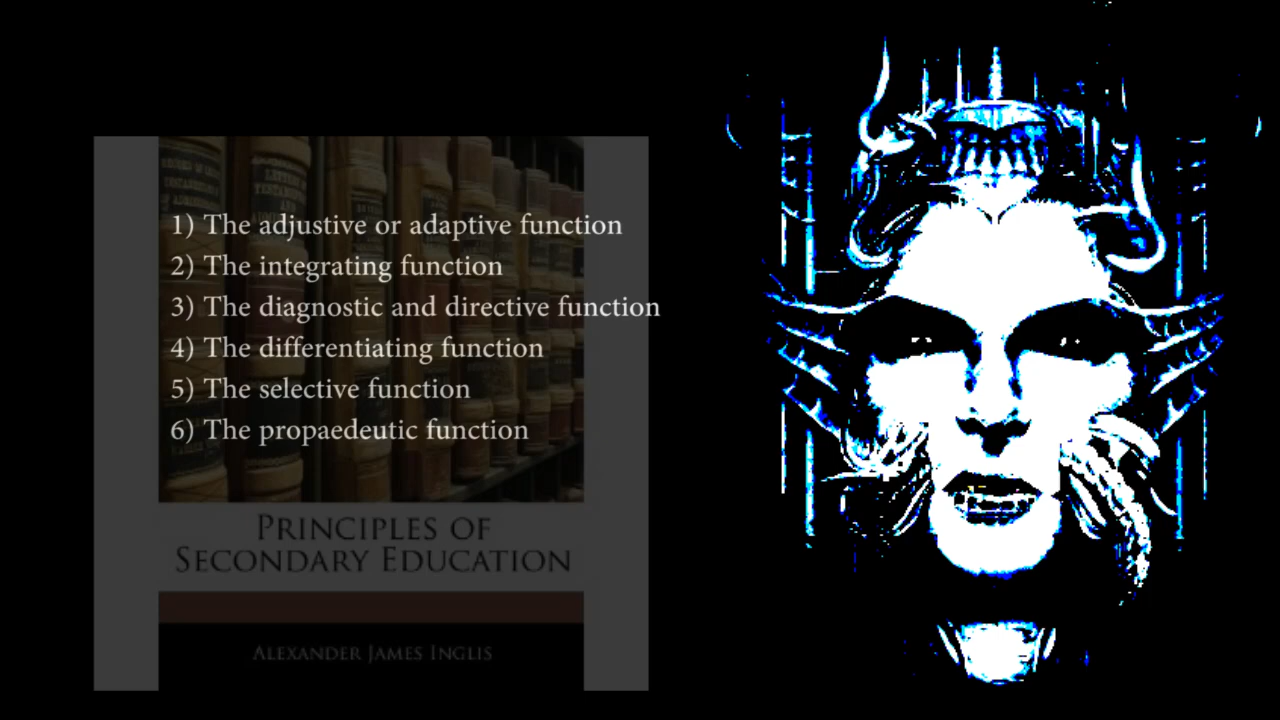 1) The adjustive or adaptive function
2) The integrating function
3) The diagnostic and directive function
4) The differentiating function
5) The selective function
6) The propaedeutic function
PRINCIPLES OF
SECONDARY EDUCATION
ALEXANDER JAMES INGLIS